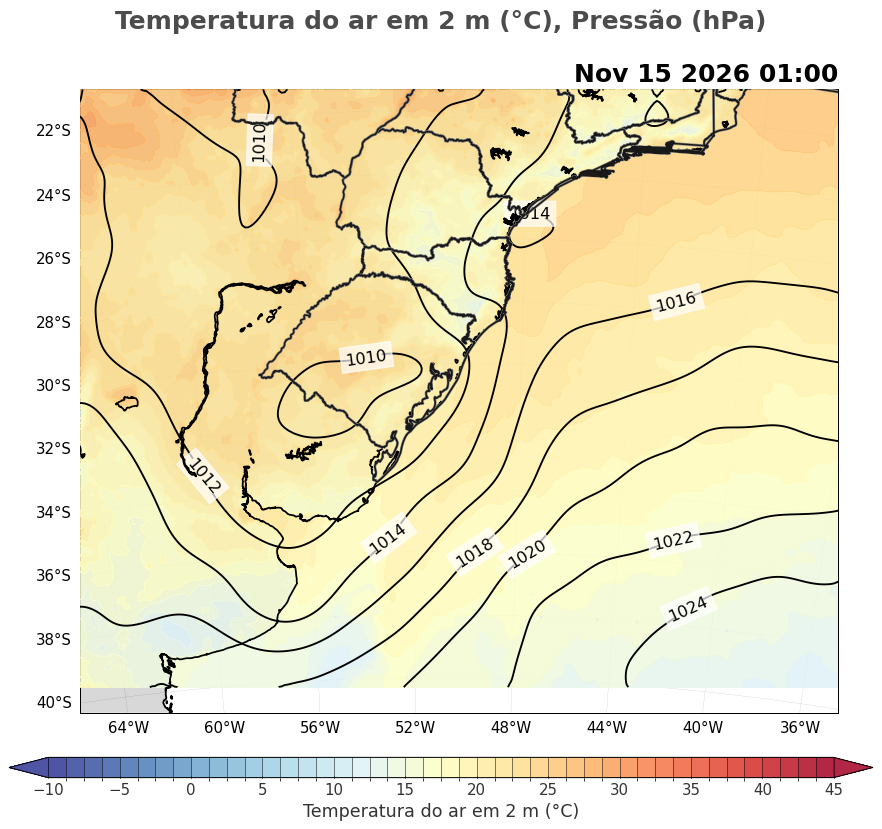 Temperatura do ar em 2 m (°C), Pressão (hPa)
Nov 15 2026 01:00
22°S
24°S
26°S
28°S
30°S
32°S
34°S
36°S
38°S
40°S
1010
1014
1016
1010
1012
1014
1018
1020
1022
1024
64°W 60°W 56°W 52°W 48°W 44°W 40°W 36°W
−10 −5 0 5 10 15 20 25 30 35 40 45
Temperatura do ar em 2 m (°C)